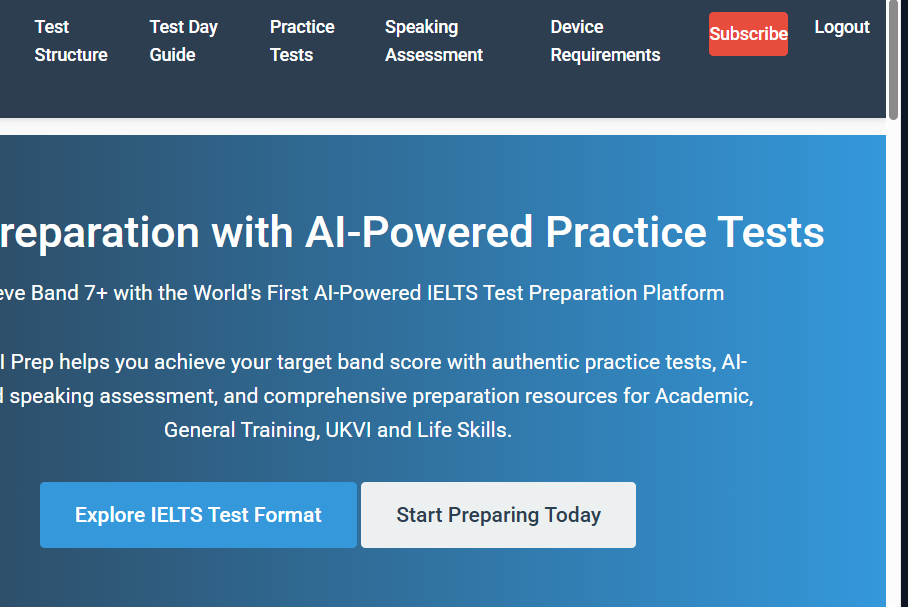 Test Structure
Test Day Guide
Practice Tests
Speaking Assessment
Device Requirements
Subscribe
Logout
reparation with AI-Powered Practice Tests
eve Band 7+ with the World's First AI-Powered IELTS Test Preparation Platform
I Prep helps you achieve your target band score with authentic practice tests, AI-
d speaking assessment, and comprehensive preparation resources for Academic,
General Training, UKVI and Life Skills.
Explore IELTS Test Format
Start Preparing Today